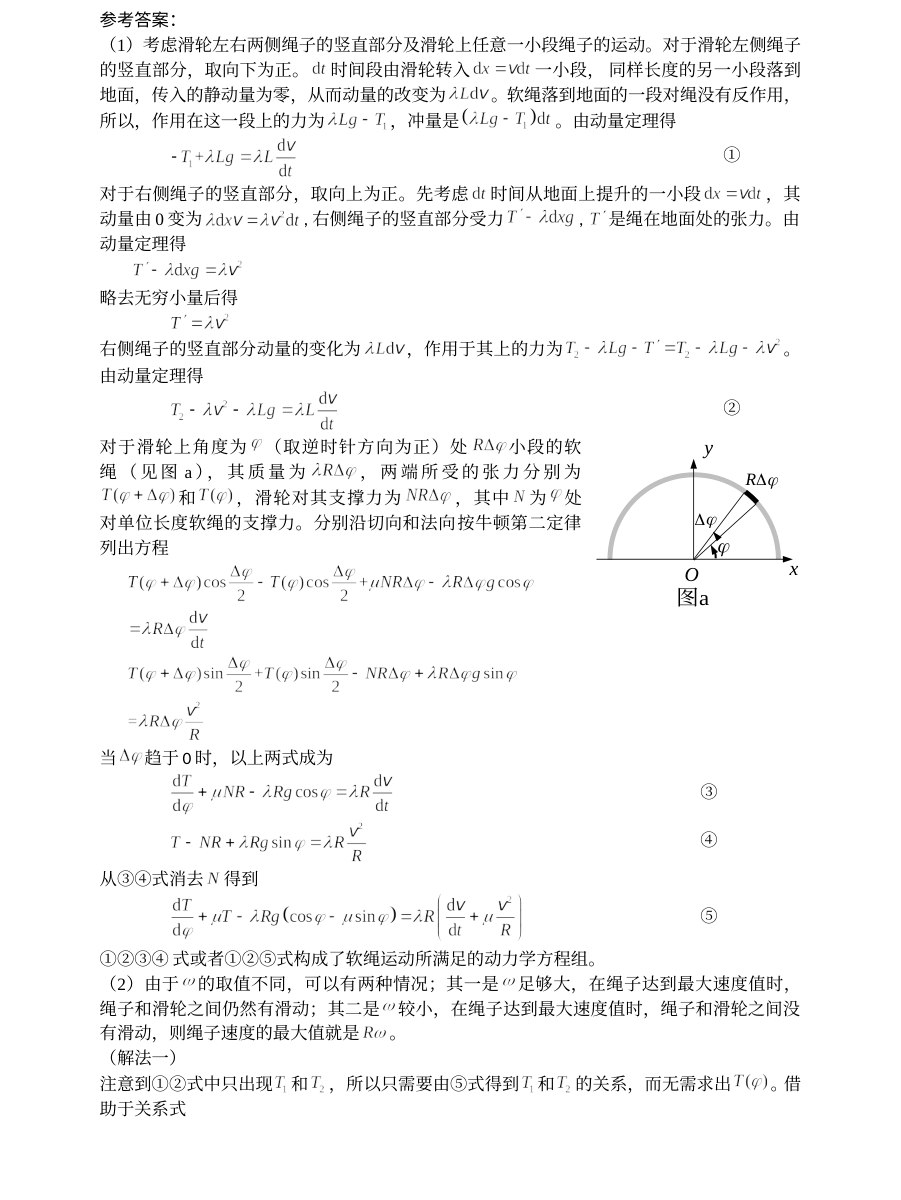 参考答案：
（1）考虑滑轮左右两侧绳子的竖直部分及滑轮上任意一小段绳子的运动。对于滑轮左侧绳子
的竖直部分，取向下为正。dt 时间段由滑轮转入 dx = vdt 一小段， 同样长度的另一小段落到
地面，传入的静动量为零，从而动量的改变为 λLdv。软绳落到地面的一段对绳没有反作用，
所以，作用在这一段上的力为 λLg - T₁，冲量是 (λLg - T₁)dt 。由动量定理得
- T₁+λLg = λL dv/dt ①
对于右侧绳子的竖直部分，取向上为正。先考虑 dt 时间从地面上提升的一小段 dx = vdt ，其
动量由 0 变为 λdxv = λv²dt , 右侧绳子的竖直部分受力 T′ - λdxg , T′ 是绳在地面处的张力。由
动量定理得
T′ - λdxg = λv²
略去无穷小量后得
T′ = λv²
右侧绳子的竖直部分动量的变化为 λLdv，作用于其上的力为 T₂ - λLg - T′ = T₂ - λLg - λv² 。
由动量定理得
T₂ - λv² - λLg = λL dv/dt ②
对于滑轮上角度为 φ（取逆时针方向为正）处 RΔφ 小段的软
绳（见图 a），其质量为 λRΔφ，两端所受的张力分别为
T(φ + Δφ) 和 T(φ)，滑轮对其支撑力为 NRΔφ，其中 N 为 φ 处
对单位长度软绳的支撑力。分别沿切向和法向按牛顿第二定律
列出方程
y
RΔφ
Δφ
φ
O
x
图a
T(φ + Δφ)cos Δφ/2 - T(φ)cos Δφ/2 +μNRΔφ - λRΔφg cosφ
=λRΔφ dv/dt
T(φ + Δφ)sin Δφ/2 +T(φ)sin Δφ/2 - NRΔφ + λRΔφg sinφ
=λRΔφ v²/R
当 Δφ 趋于 0 时，以上两式成为
dT/dφ + μNR - λRg cosφ = λR dv/dt ③
T - NR + λRg sinφ = λR v²/R ④
从③④式消去 N 得到
dT/dφ + μT - λRg(cosφ - μsinφ) = λR(dv/dt + μ v²/R) ⑤
①②③④ 式或者①②⑤式构成了软绳运动所满足的动力学方程组。
（2）由于 ω 的取值不同，可以有两种情况；其一是 ω 足够大，在绳子达到最大速度值时，
绳子和滑轮之间仍然有滑动；其二是 ω 较小，在绳子达到最大速度值时，绳子和滑轮之间没
有滑动，则绳子速度的最大值就是 Rω 。
（解法一）
注意到①②式中只出现 T₁ 和 T₂，所以只需要由⑤式得到 T₁ 和 T₂ 的关系，而无需求出 T(φ) 。借
助于关系式